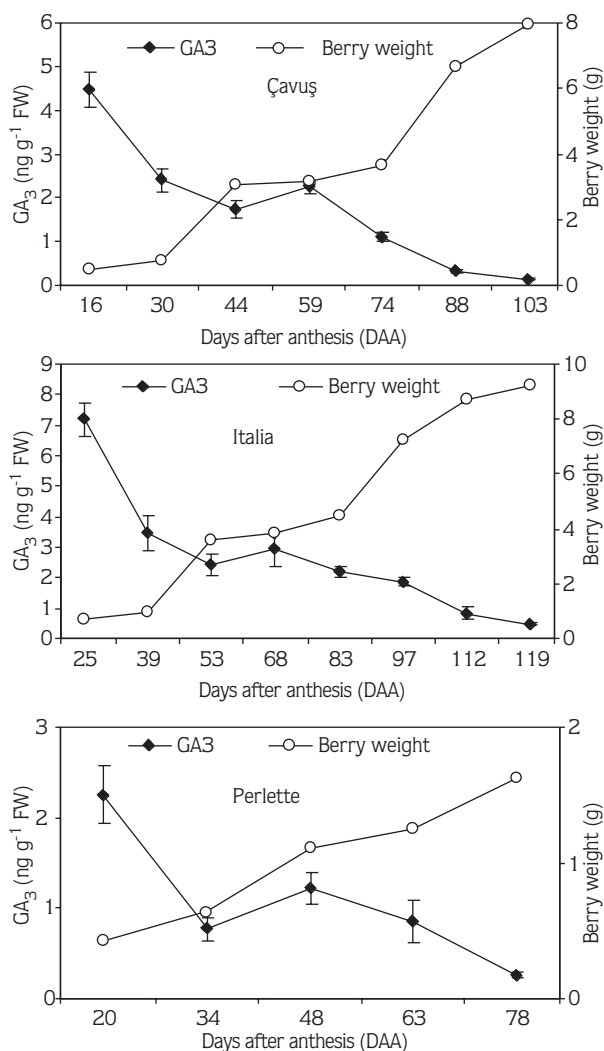 GA3 Berry weight
Çavuş
GA3 (ng g-1 FW)
6
5
4
3
2
1
0
Berry weight (g)
8
6
4
2
0
16 30 44 59 74 88 103
Days after anthesis (DAA)
GA3 Berry weight
Italia
GA3 (ng g-1 FW)
9
8
7
6
5
4
3
2
1
0
Berry weight (g)
10
8
6
4
2
0
25 39 53 68 83 97 112 119
Days after anthesis (DAA)
GA3 Berry weight
Perlette
GA3 (ng g-1 FW)
3
2
1
0
Berry weight (g)
2
1
0
20 34 48 63 78
Days after anthesis (DAA)